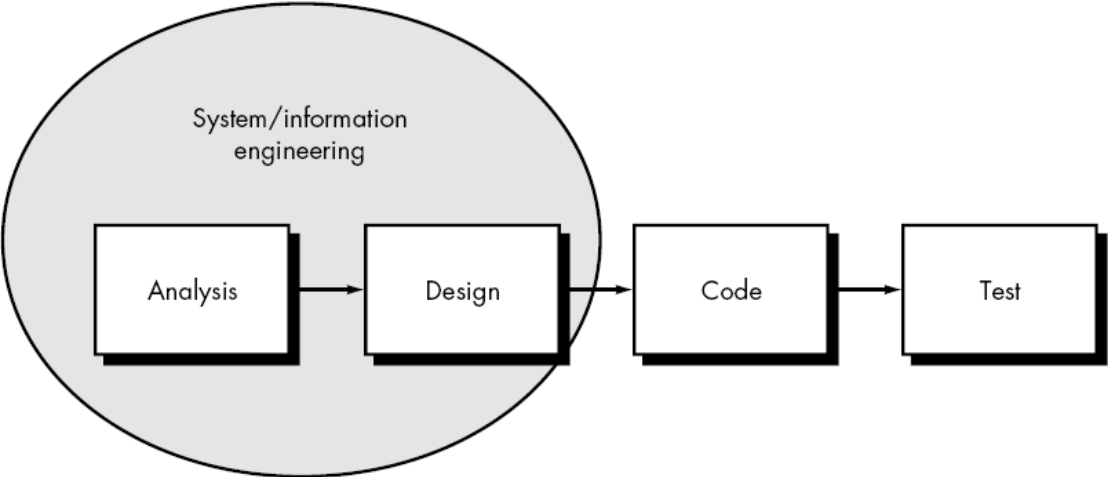 System/information
engineering
Analysis
Design
Code
Test